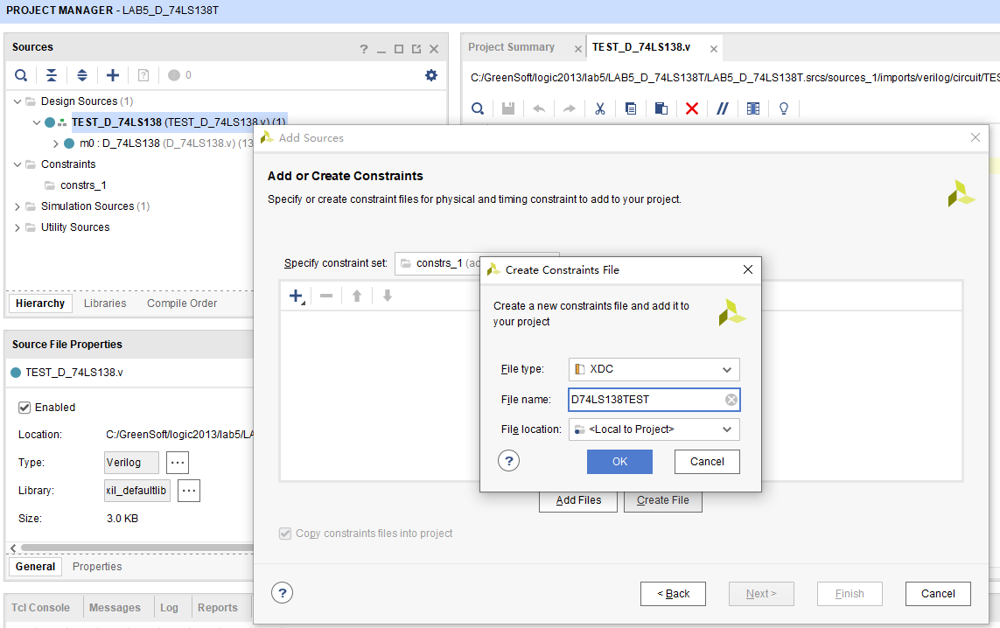 PROJECT MANAGER - LAB5_D_74LS138T
Sources
? _
0
Design Sources (1)
TEST_D_74LS138 (TEST_D_74LS138.v) (1)
m0 : D_74LS138 (D_74LS138.v) (13
Constraints
constrs_1
Simulation Sources (1)
Utility Sources
Hierarchy Libraries Compile Order
Source File Properties
TEST_D_74LS138.v
Enabled
Location: C:/GreenSoft/logic2013/lab5/LA
Type: Verilog ...
Library: xil_defaultlib ...
Size: 3.0 KB
General Properties
Tcl Console Messages Log Reports
Project Summary × TEST_D_74LS138.v ×
C:/GreenSoft/logic2013/lab5/LAB5_D_74LS138T/LAB5_D_74LS138T.srcs/sources_1/imports/verilog/circuit/TES
Add Sources
Add or Create Constraints
Specify or create constraint files for physical and timing constraint to add to your project.
Specify constraint set: constrs_1 (ac
Add Files Create File
Copy constraints files into project
? < Back Next > Finish Cancel
Create Constraints File
Create a new constraints file and add it to
your project
File type: XDC
File name: D74LS138TEST
File location: <Local to Project>
? OK Cancel